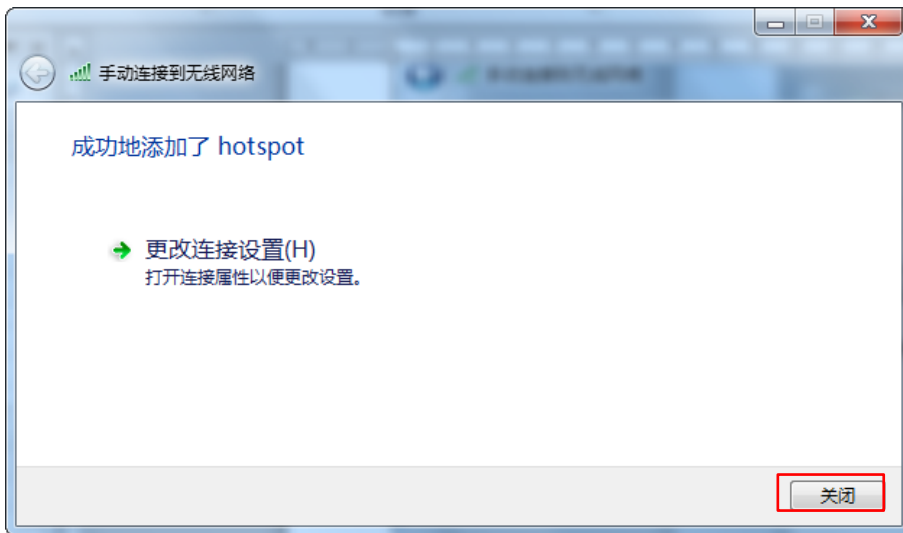 手动连接到无线网络
成功地添加了 hotspot
更改连接设置(H)
打开连接属性以便更改设置。
关闭